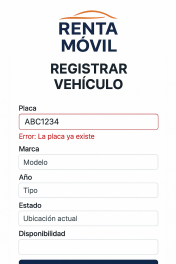 RENTA
MÓVIL
REGISTRAR
VEHÍCULO
Placa
ABC1234
Error: La placa ya existe
Marca
Modelo
Año
Tipo
Estado
Ubicación actual
Disponibilidad